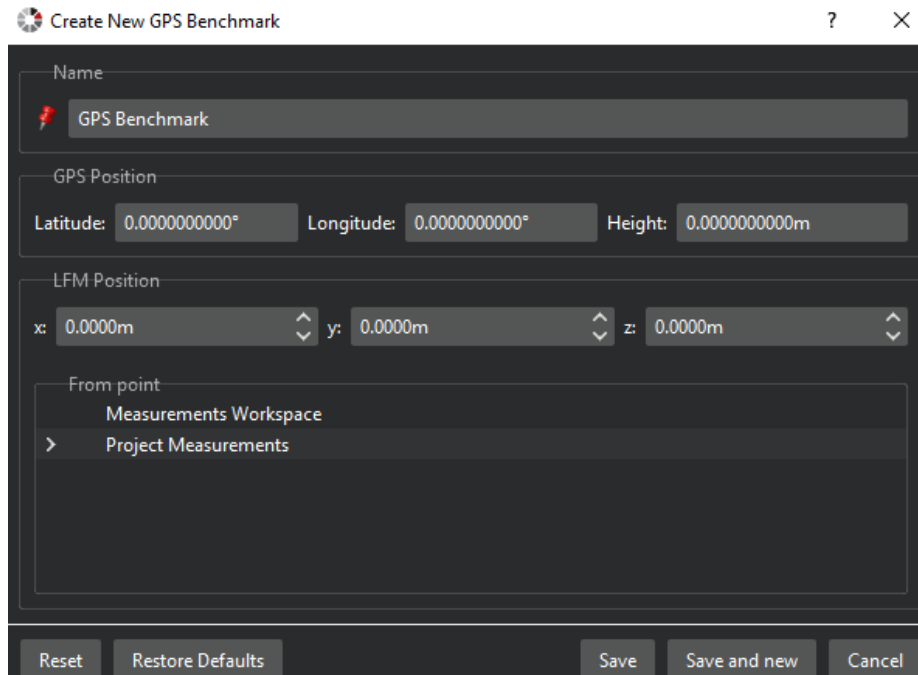 Create New GPS Benchmark ?
Name
GPS Benchmark
GPS Position
Latitude: 0.0000000000° Longitude: 0.0000000000° Height: 0.0000000000m
LFM Position
x: 0.0000m y: 0.0000m z: 0.0000m
From point
Measurements Workspace
Project Measurements
Reset Restore Defaults Save Save and new Cancel